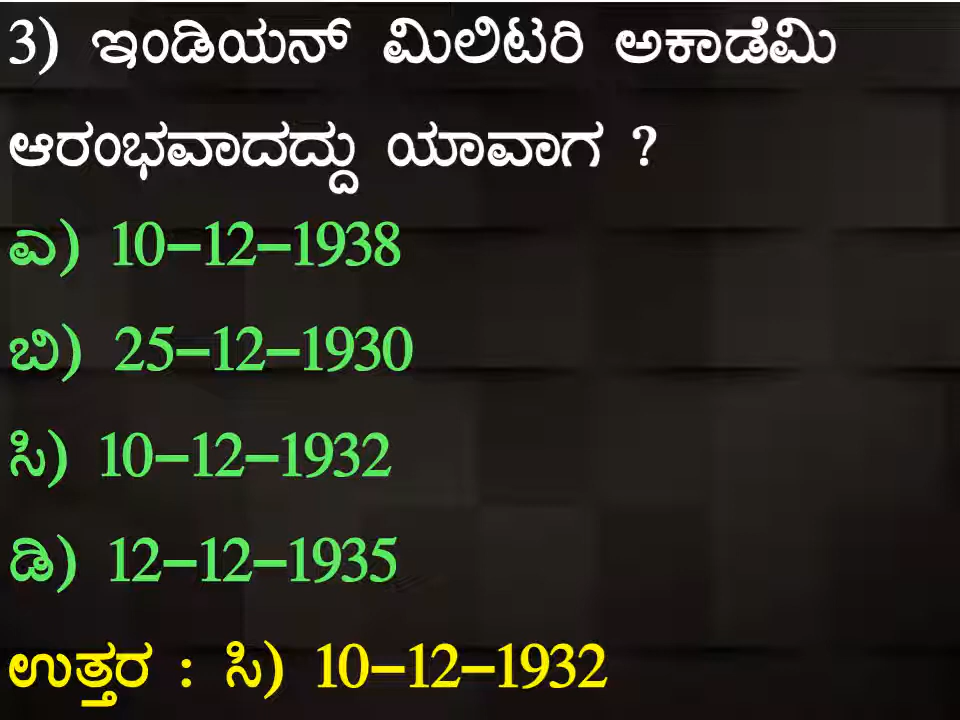 3) ಇಂಡಿಯನ್ ಮಿಲಿಟರಿ ಅಕಾಡೆಮಿ
ಆರಂಭವಾದದ್ದು ಯಾವಾಗ ?
ಎ) 10-12-1938
ಬಿ) 25-12-1930
ಸಿ) 10-12-1932
ಡಿ) 12-12-1935
ಉತ್ತರ : ಸಿ) 10-12-1932